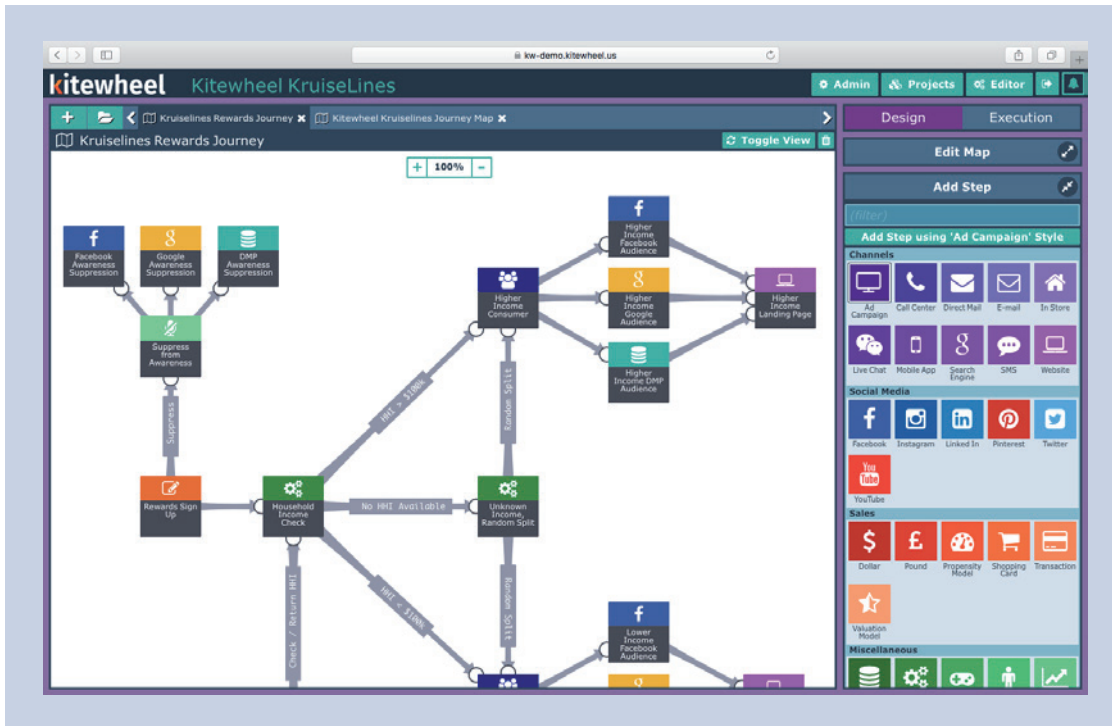 kw-demo.kitewheel.us
kitewheel
Kitewheel KruiseLines
Admin
Projects
Editor
Kruiselines Rewards Journey
Kitewheel Kruiselines Journey Map
Kruiselines Rewards Journey
Toggle View
+ 100% -
Facebook
Awareness
Suppression
Google
Awareness
Suppression
DMP
Awareness
Suppression
Suppress
from
Awareness
Suppress
Rewards Sign
Up
Household
Income
Check
Check / Return HHI
HHI > $100k
No HHI Available
HHI < $100k
Higher
Income
Consumer
Random Split
Unknown
Income,
Random Split
Random Split
Higher
Income
Facebook
Audience
Higher
Income
Google
Audience
Higher
Income DMP
Audience
Higher
Income
Landing Page
Lower
Income
Facebook
Audience
Design
Execution
Edit Map
Add Step
(filter)
Add Step using 'Ad Campaign' Style
Channels
Ad
Campaign
Call Center
Direct Mail
E-mail
In Store
Live Chat
Mobile App
Search
Engine
SMS
Website
Social Media
Facebook
Instagram
Linked In
Pinterest
Twitter
You
Tube
YouTube
Sales
Dollar
Pound
Propensity
Model
Shopping
Card
Transaction
Valuation
Model
Miscellaneous